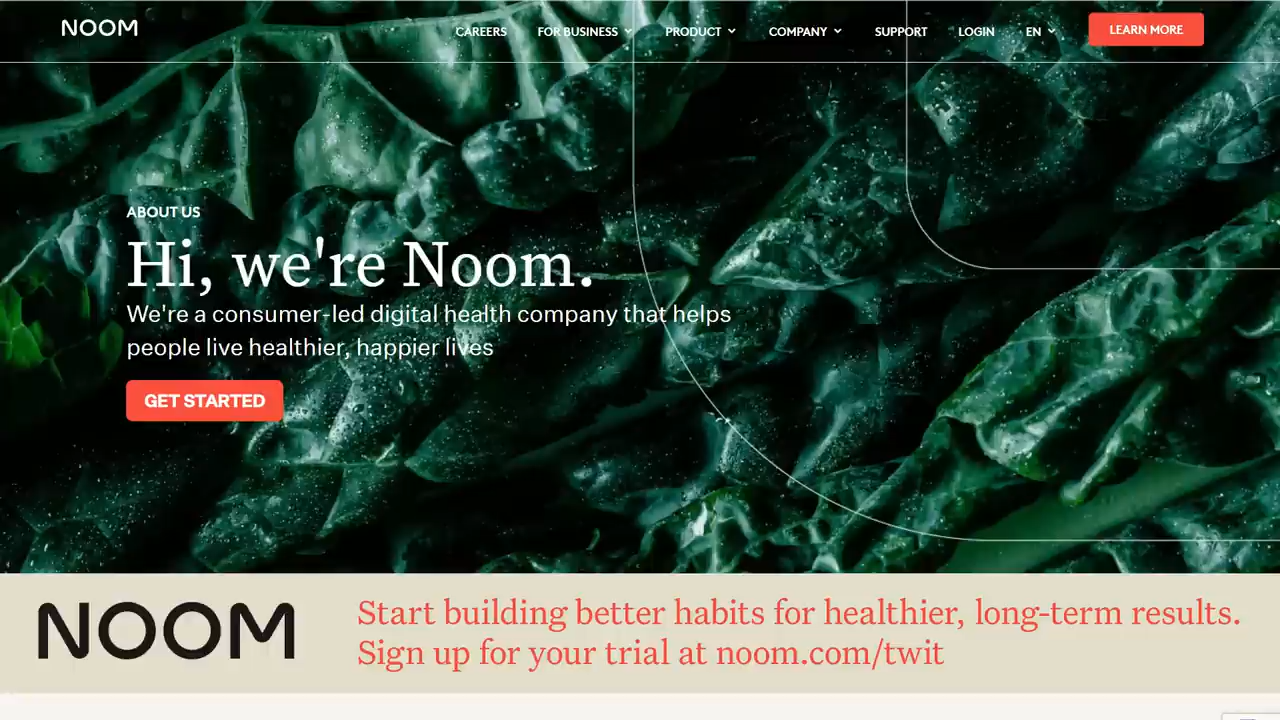 NOOM
CAREERS
FOR BUSINESS
PRODUCT
COMPANY
SUPPORT
LOGIN
EN
LEARN MORE
ABOUT US
Hi, we're Noom.
We're a consumer-led digital health company that helps
people live healthier, happier lives
GET STARTED
NOOM
Start building better habits for healthier, long-term results.
Sign up for your trial at noom.com/twit